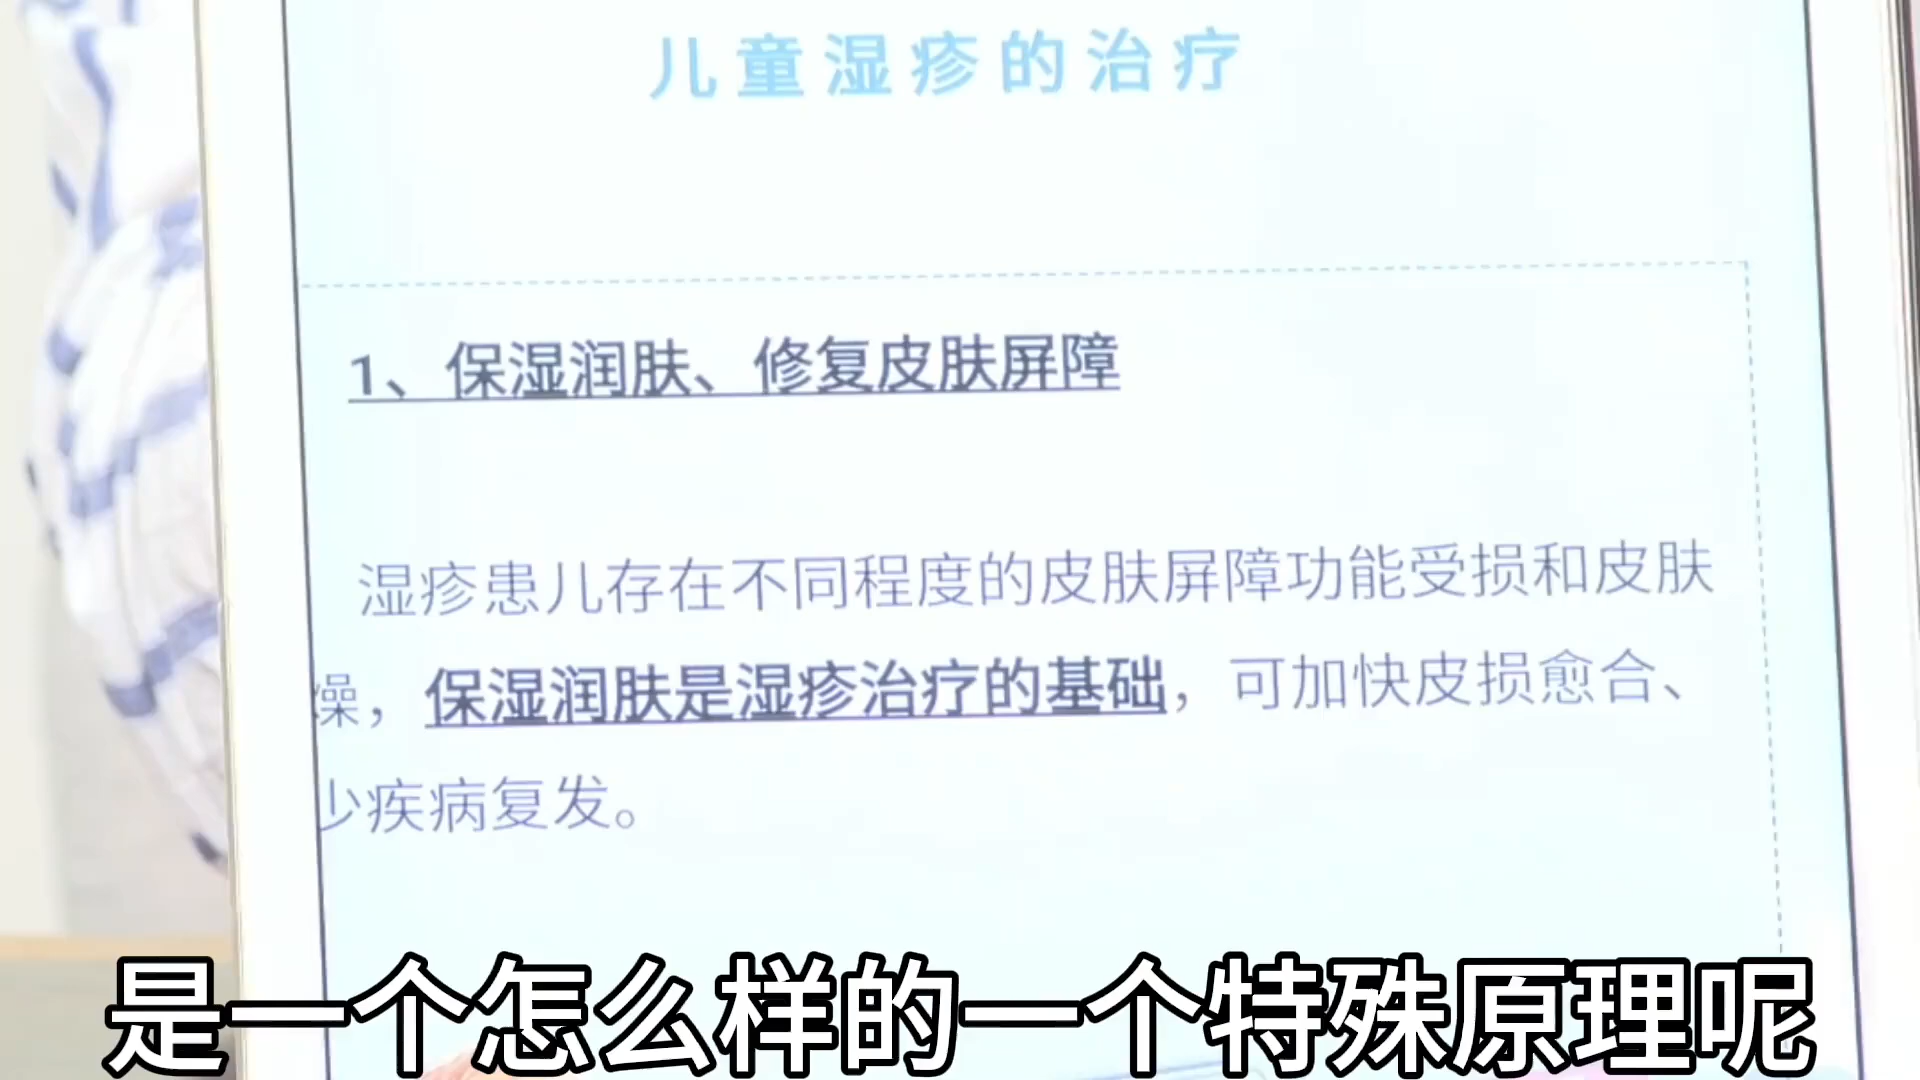 儿童湿疹的治疗
1、保湿润肤、修复皮肤屏障
湿疹患儿存在不同程度的皮肤屏障功能受损和皮肤
燥，保湿润肤是湿疹治疗的基础，可加快皮损愈合、
少疾病复发。
是一个怎么样的一个特殊原理呢